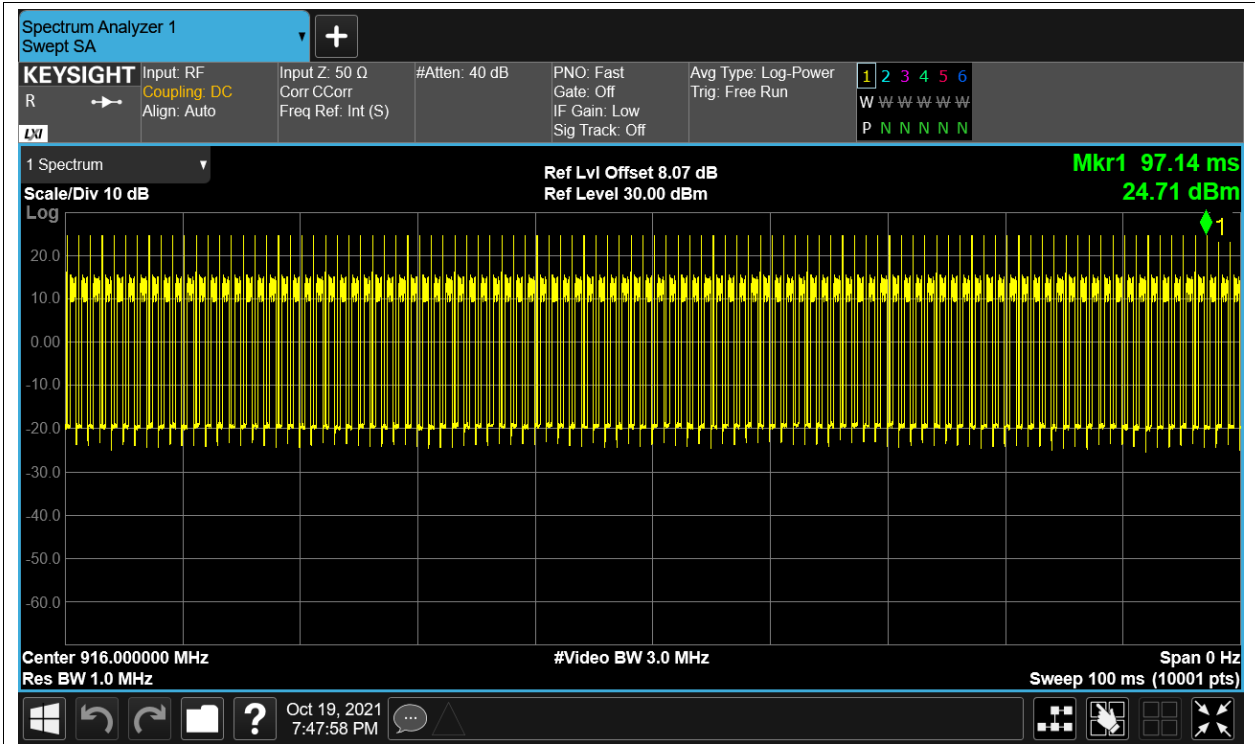 Spectrum Analyzer 1
Swept SA
KEYSIGHT
R
LXI
Input: RF
Coupling: DC
Align: Auto
Input Z: 50 Ω
Corr CCorr
Freq Ref: Int (S)
#Atten: 40 dB
PNO: Fast
Gate: Off
IF Gain: Low
Sig Track: Off
Avg Type: Log-Power
Trig: Free Run
1 2 3 4 5 6
W W W W W W
P N N N N N
1 Spectrum
Scale/Div 10 dB
Log
Ref Lvl Offset 8.07 dB
Ref Level 30.00 dBm
Mkr1 97.14 ms
24.71 dBm
1
20.0
10.0
0.00
-10.0
-20.0
-30.0
-40.0
-50.0
-60.0
Center 916.000000 MHz
Res BW 1.0 MHz
#Video BW 3.0 MHz
Span 0 Hz
Sweep 100 ms (10001 pts)
?
Oct 19, 2021
7:47:58 PM